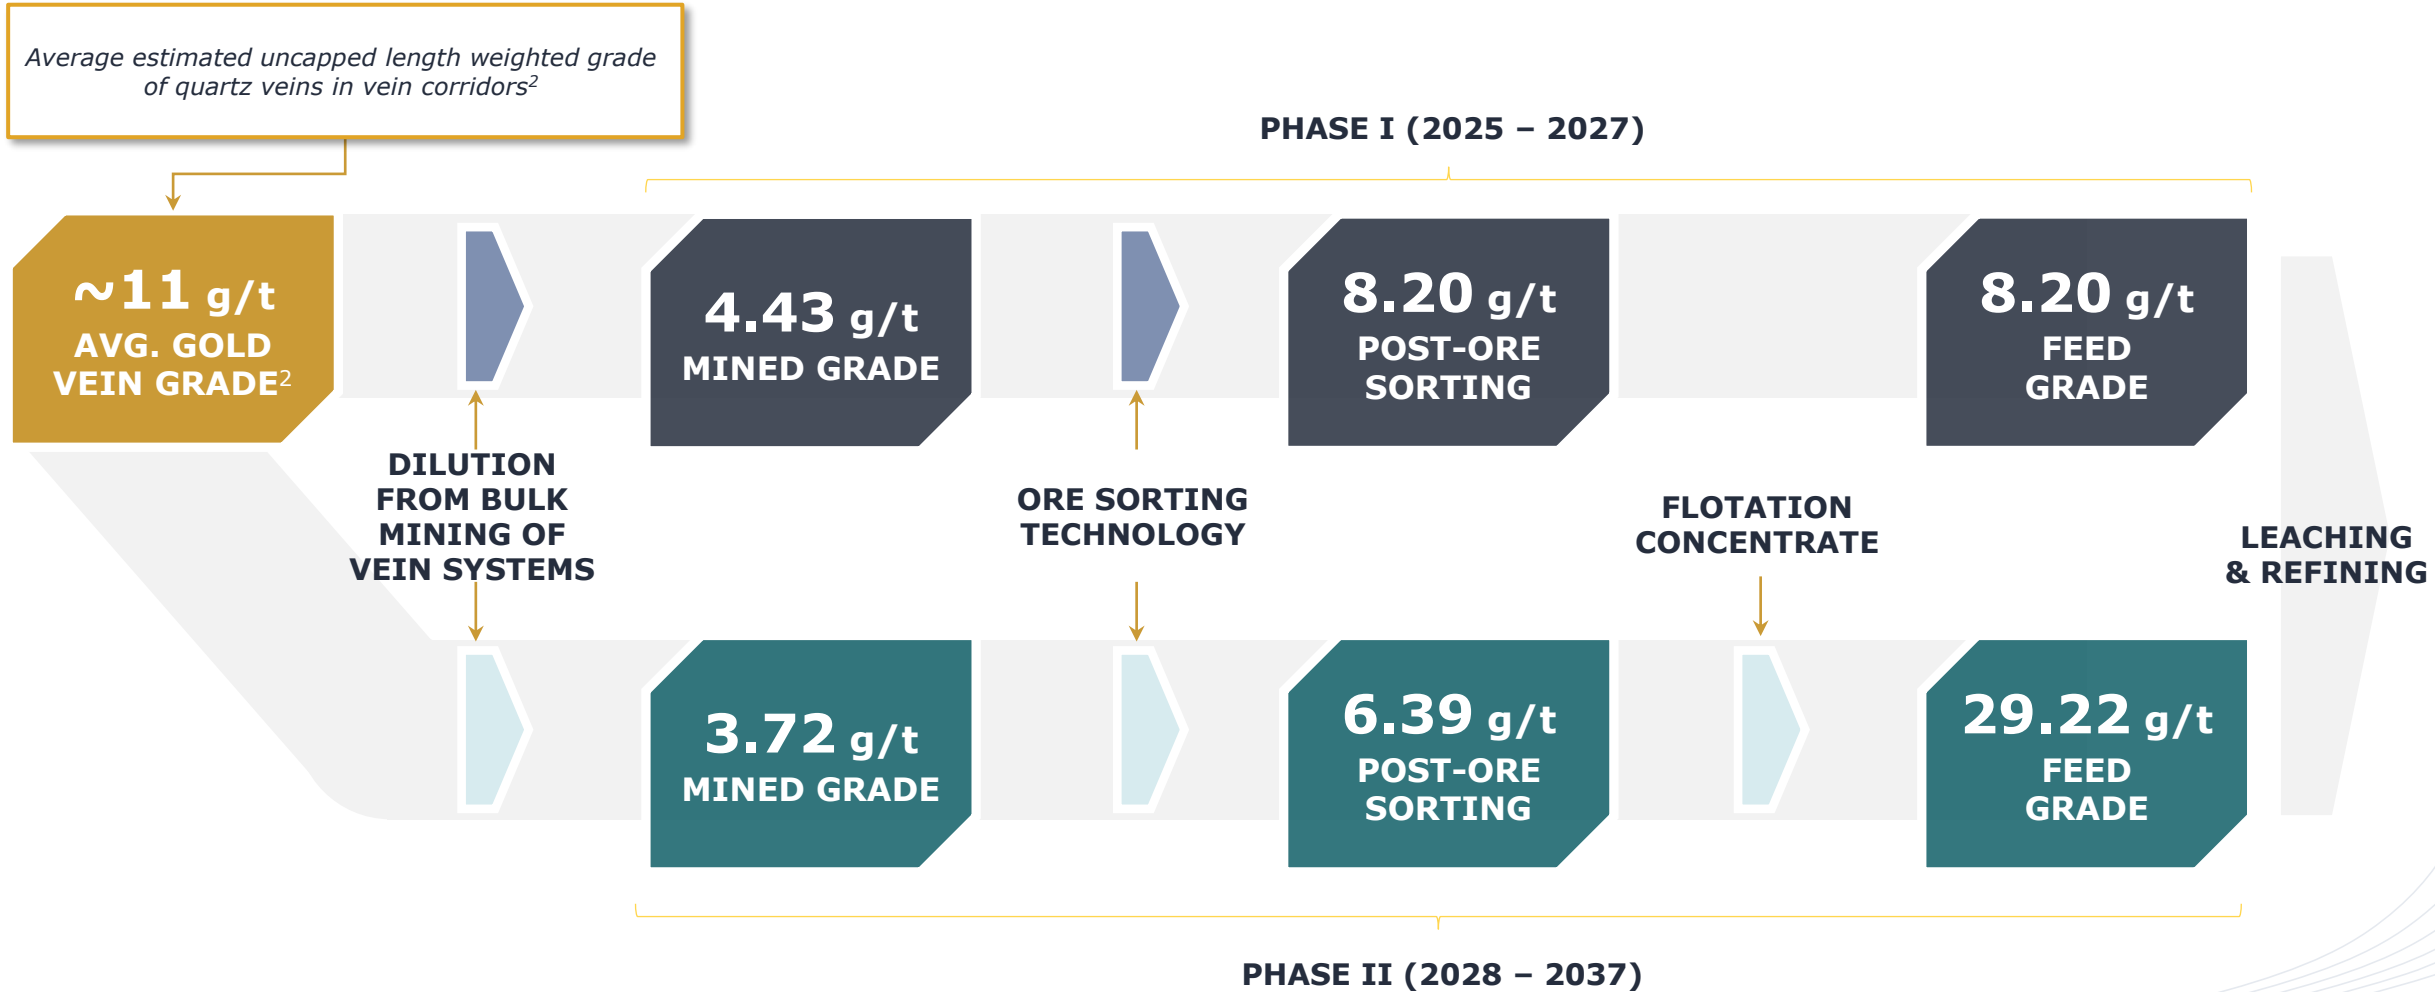 Average estimated uncapped length weighted grade
of quartz veins in vein corridors2
PHASE I (2025 – 2027)
~11 g/t
AVG. GOLD
VEIN GRADE2
4.43 g/t
MINED GRADE
8.20 g/t
POST-ORE
SORTING
8.20 g/t
FEED
GRADE
DILUTION
FROM BULK
MINING OF
VEIN SYSTEMS
ORE SORTING
TECHNOLOGY
FLOTATION
CONCENTRATE
LEACHING
& REFINING
3.72 g/t
MINED GRADE
6.39 g/t
POST-ORE
SORTING
29.22 g/t
FEED
GRADE
PHASE II (2028 – 2037)